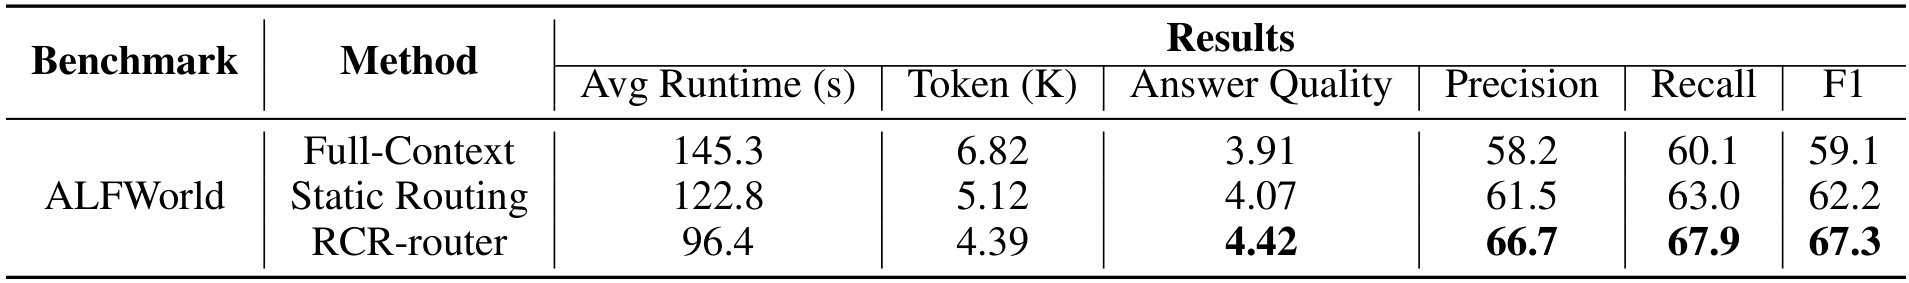 Benchmark Method Results
Avg Runtime (s) Token (K) Answer Quality Precision Recall F1
Full-Context 145.3 6.82 3.91 58.2 60.1 59.1
ALFWorld Static Routing 122.8 5.12 4.07 61.5 63.0 62.2
RCR-router 96.4 4.39 4.42 66.7 67.9 67.3